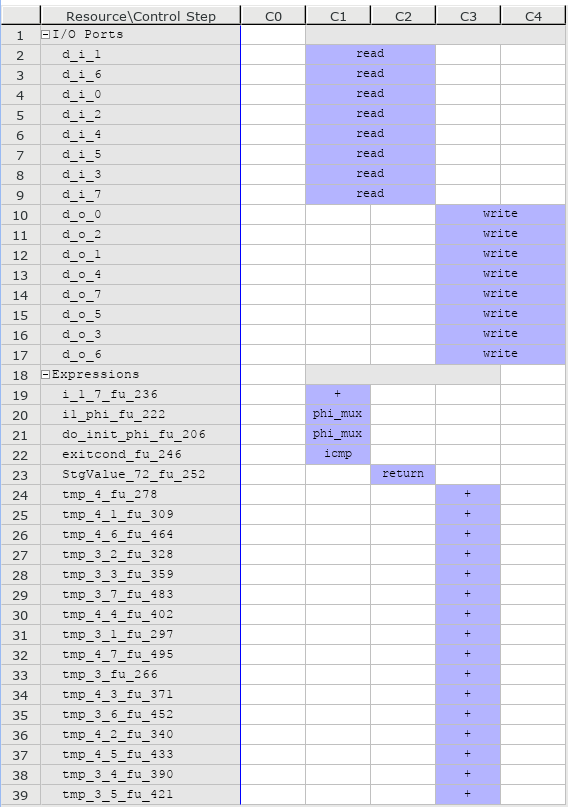 Resource\Control Step C0 C1 C2 C3 C4
1 I/O Ports
2 d_i_1 read
3 d_i_6 read
4 d_i_0 read
5 d_i_2 read
6 d_i_4 read
7 d_i_5 read
8 d_i_3 read
9 d_i_7 read
10 d_o_0 write
11 d_o_2 write
12 d_o_1 write
13 d_o_4 write
14 d_o_7 write
15 d_o_5 write
16 d_o_3 write
17 d_o_6 write
18 Expressions
19 i_1_7_fu_236 +
20 i1_phi_fu_222 phi_mux
21 do_init_phi_fu_206 phi_mux
22 exitcond_fu_246 icmp
23 StgValue_72_fu_252 return
24 tmp_4_fu_278 +
25 tmp_4_1_fu_309 +
26 tmp_4_6_fu_464 +
27 tmp_3_2_fu_328 +
28 tmp_3_3_fu_359 +
29 tmp_3_7_fu_483 +
30 tmp_4_4_fu_402 +
31 tmp_3_1_fu_297 +
32 tmp_4_7_fu_495 +
33 tmp_3_fu_266 +
34 tmp_4_3_fu_371 +
35 tmp_3_6_fu_452 +
36 tmp_4_2_fu_340 +
37 tmp_4_5_fu_433 +
38 tmp_3_4_fu_390 +
39 tmp_3_5_fu_421 +